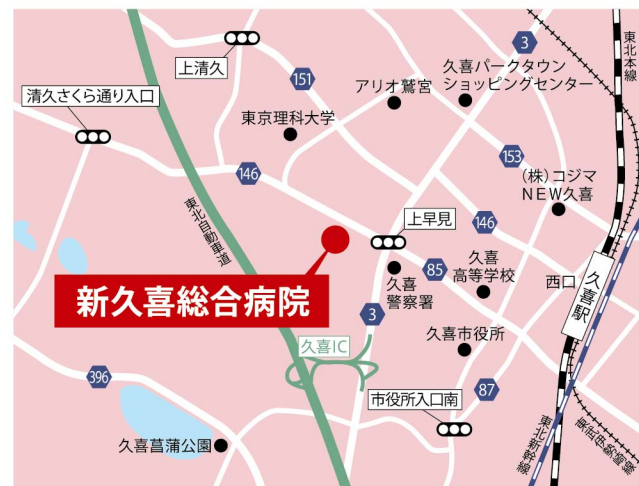 上清久
3
東北本線
151
久喜パークタウン
ショッピングセンター
アリオ鷲宮
清久さくら通り入口
東京理科大学
153
146
(株)コジマ
NEW久喜
東北自動車道
上早見
146
久喜
警察署
85
久喜
高等学校
西口
久喜駅
新久喜総合病院
3
久喜IC
久喜市役所
396
市役所入口南
87
久喜菖蒲公園
東北新幹線
東武伊勢崎線